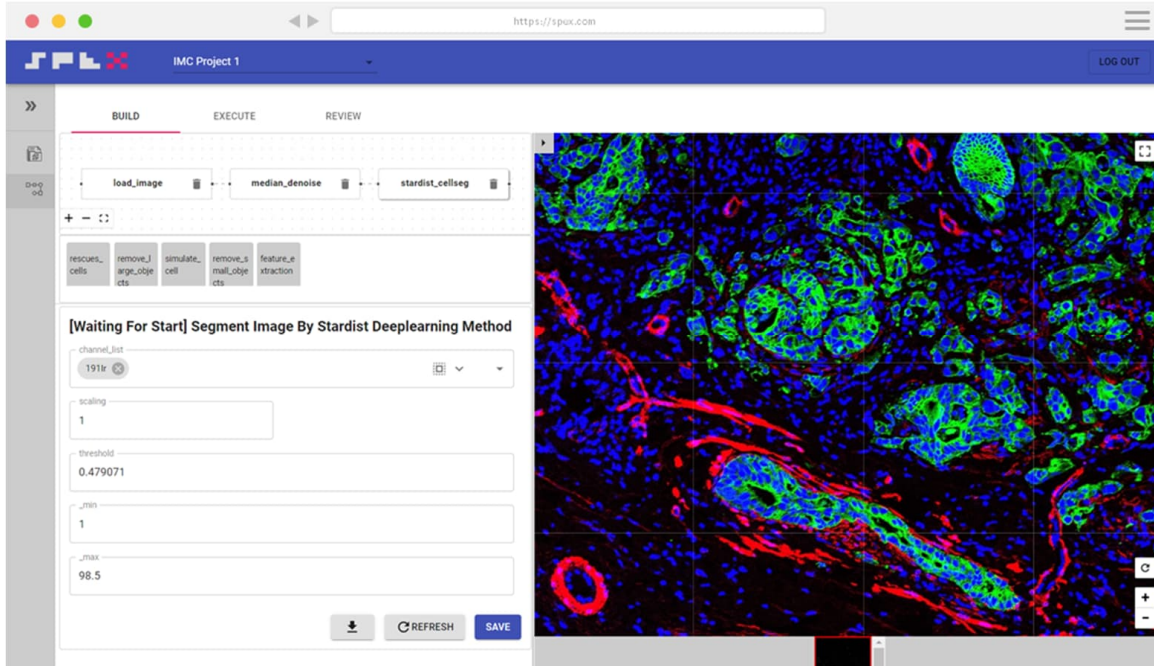 https://spux.com
SPEX
IMC Project 1
LOG OUT
BUILD
EXECUTE
REVIEW
load_image
median_denoise
stardist_cellseg
rescues_
cells
remove_l
arge_obje
cts
simulate_
cell
remove_s
mall_obje
cts
feature_e
xtraction
[Waiting For Start] Segment Image By Stardist Deeplearning Method
channel_list
191Ir
scaling
1
threshold
0.479071
_min
1
_max
98.5
REFRESH
SAVE